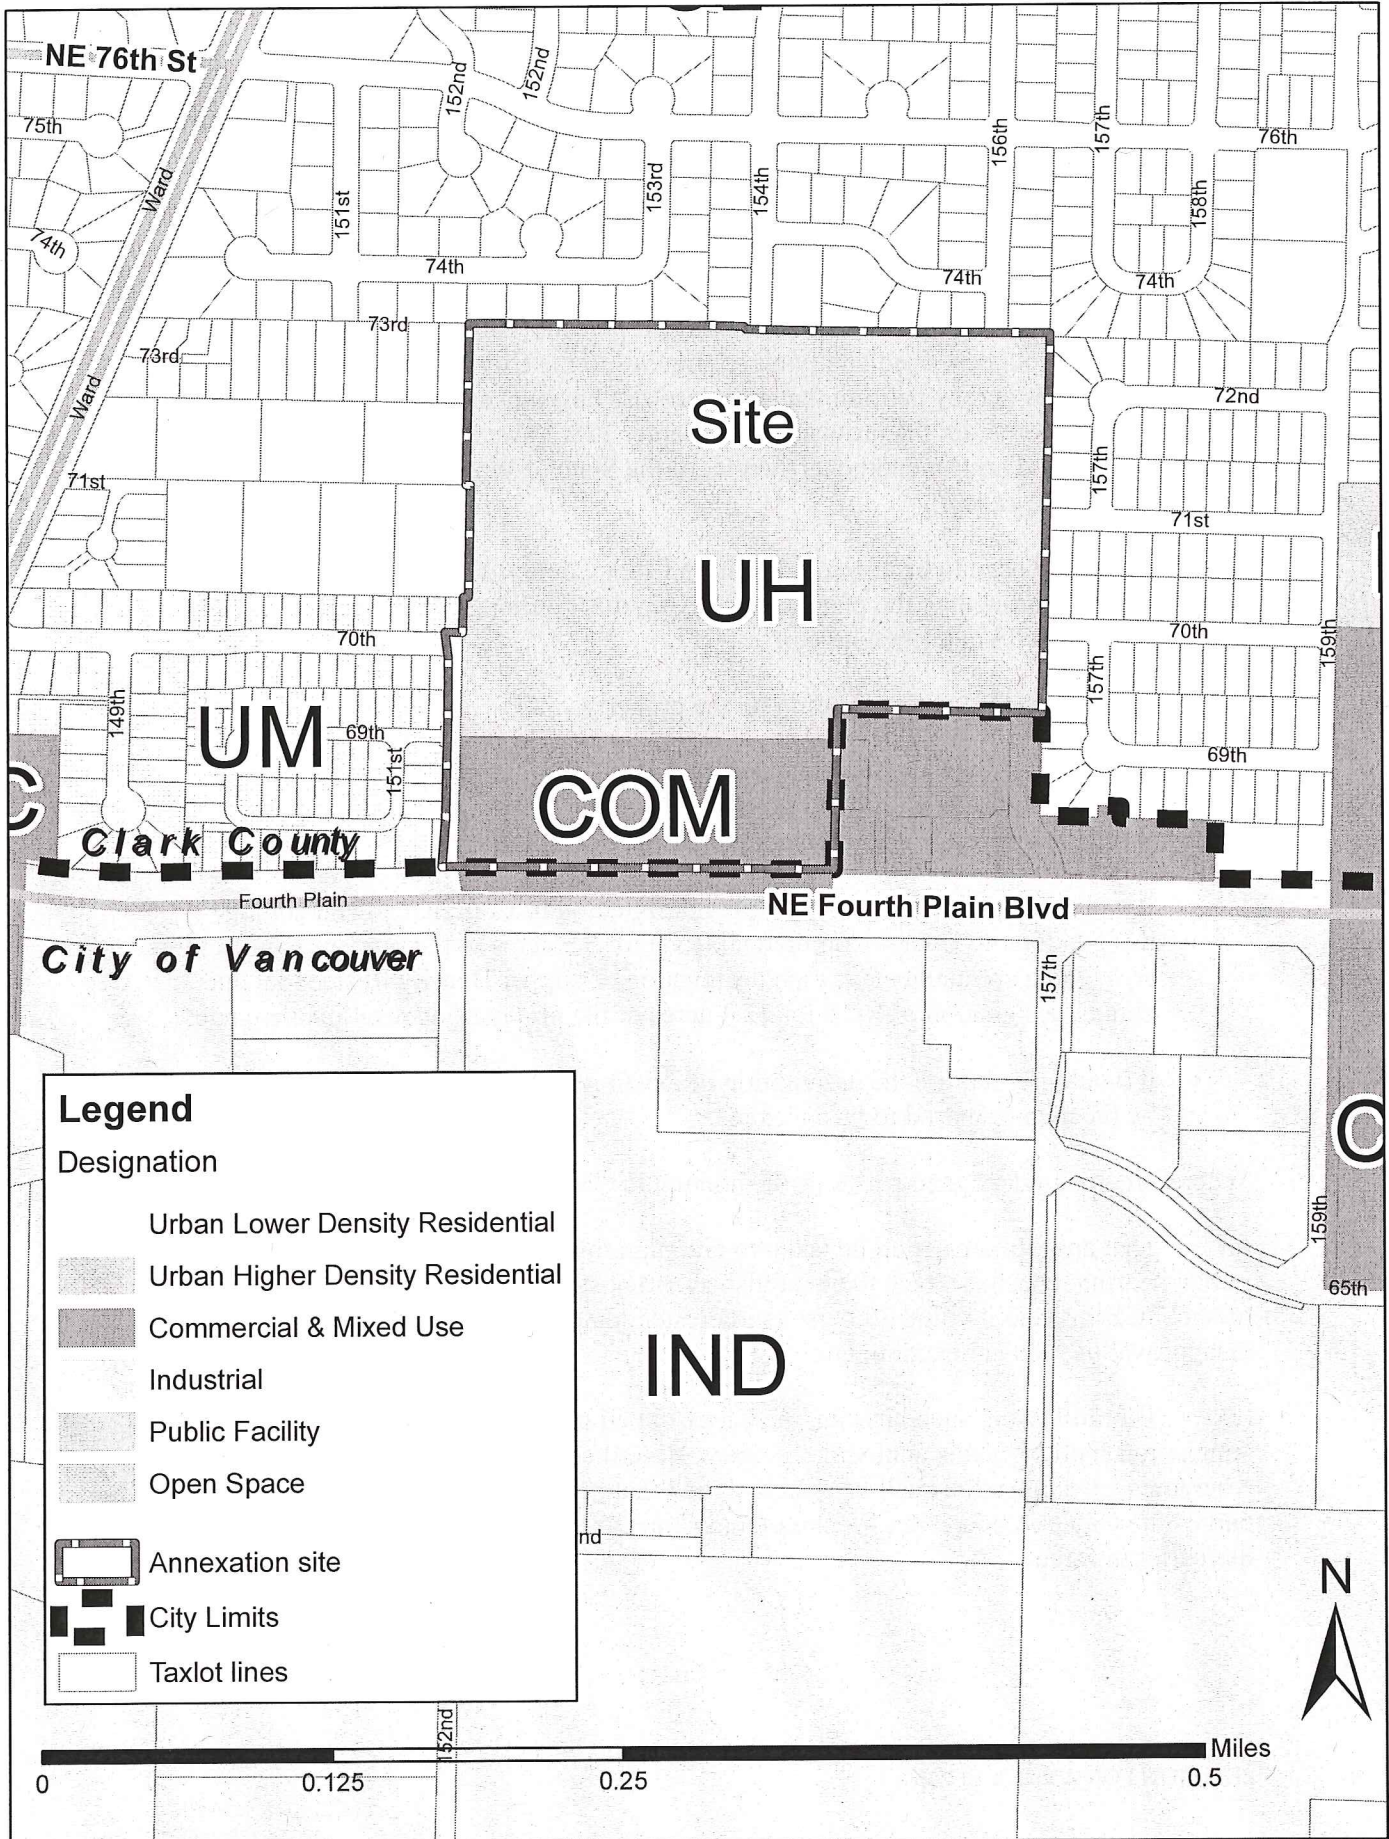 NE 76th St
152nd
152nd
75th
156th
157th
76th
Ward
151st
153rd
154th
158th
74th
74th
74th
74th
73rd
73rd
Ward
Site
72nd
157th
71st
71st
UH
70th
70th
159th
149th
UM
69th
151st
157th
69th
COM
C
Clark County
Fourth Plain
NE Fourth Plain Blvd
City of Vancouver
157th
C
159th
65th
IND
nd
Legend
Designation
Urban Lower Density Residential
Urban Higher Density Residential
Commercial & Mixed Use
Industrial
Public Facility
Open Space
Annexation site
City Limits
Taxlot lines
N
152nd
Miles
0
0.125
0.25
0.5